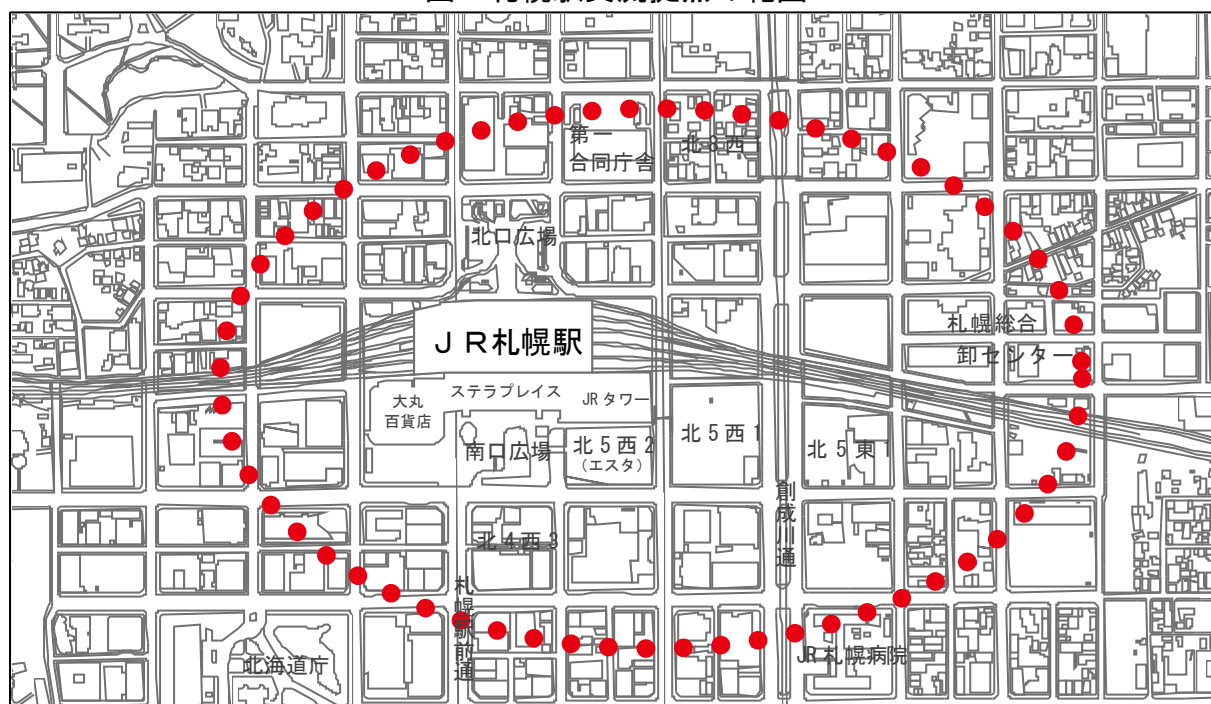 第一
合同庁舎
北8西1
北口広場
札幌総合
卸センター
ＪＲ札幌駅
ステラプレイス
JRタワー
大丸
百貨店
南口広場
北５西２
(エスタ)
北５西１
北５東１
創成川通
北４西３
札幌駅前通
北海道庁
JR札幌病院